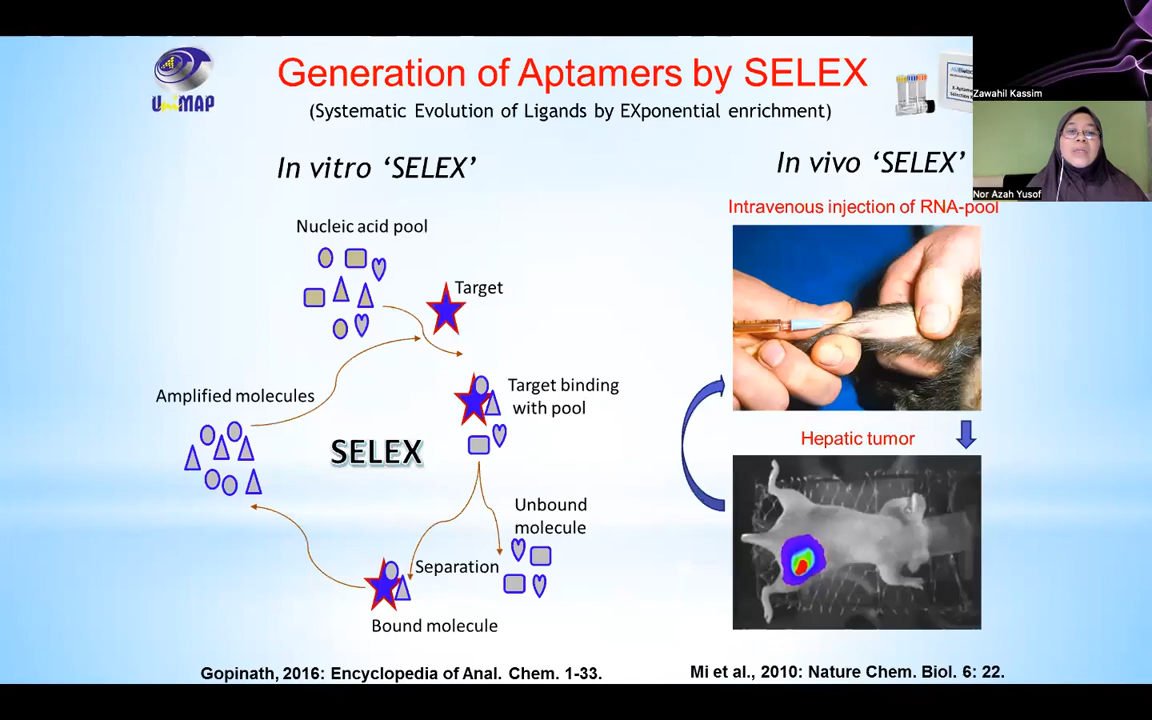 Generation of Aptamers by SELEX
(Systematic Evolution of Ligands by EXponential enrichment)
UniMAP
Zawahil Kassim
Nor Azah Yusof
In vitro ‘SELEX’
Nucleic acid pool
Target
Target binding
with pool
Amplified molecules
SELEX
Unbound
molecule
Separation
Bound molecule
Gopinath, 2016: Encyclopedia of Anal. Chem. 1-33.
In vivo ‘SELEX’
Intravenous injection of RNA-pool
Hepatic tumor
Mi et al., 2010: Nature Chem. Biol. 6: 22.